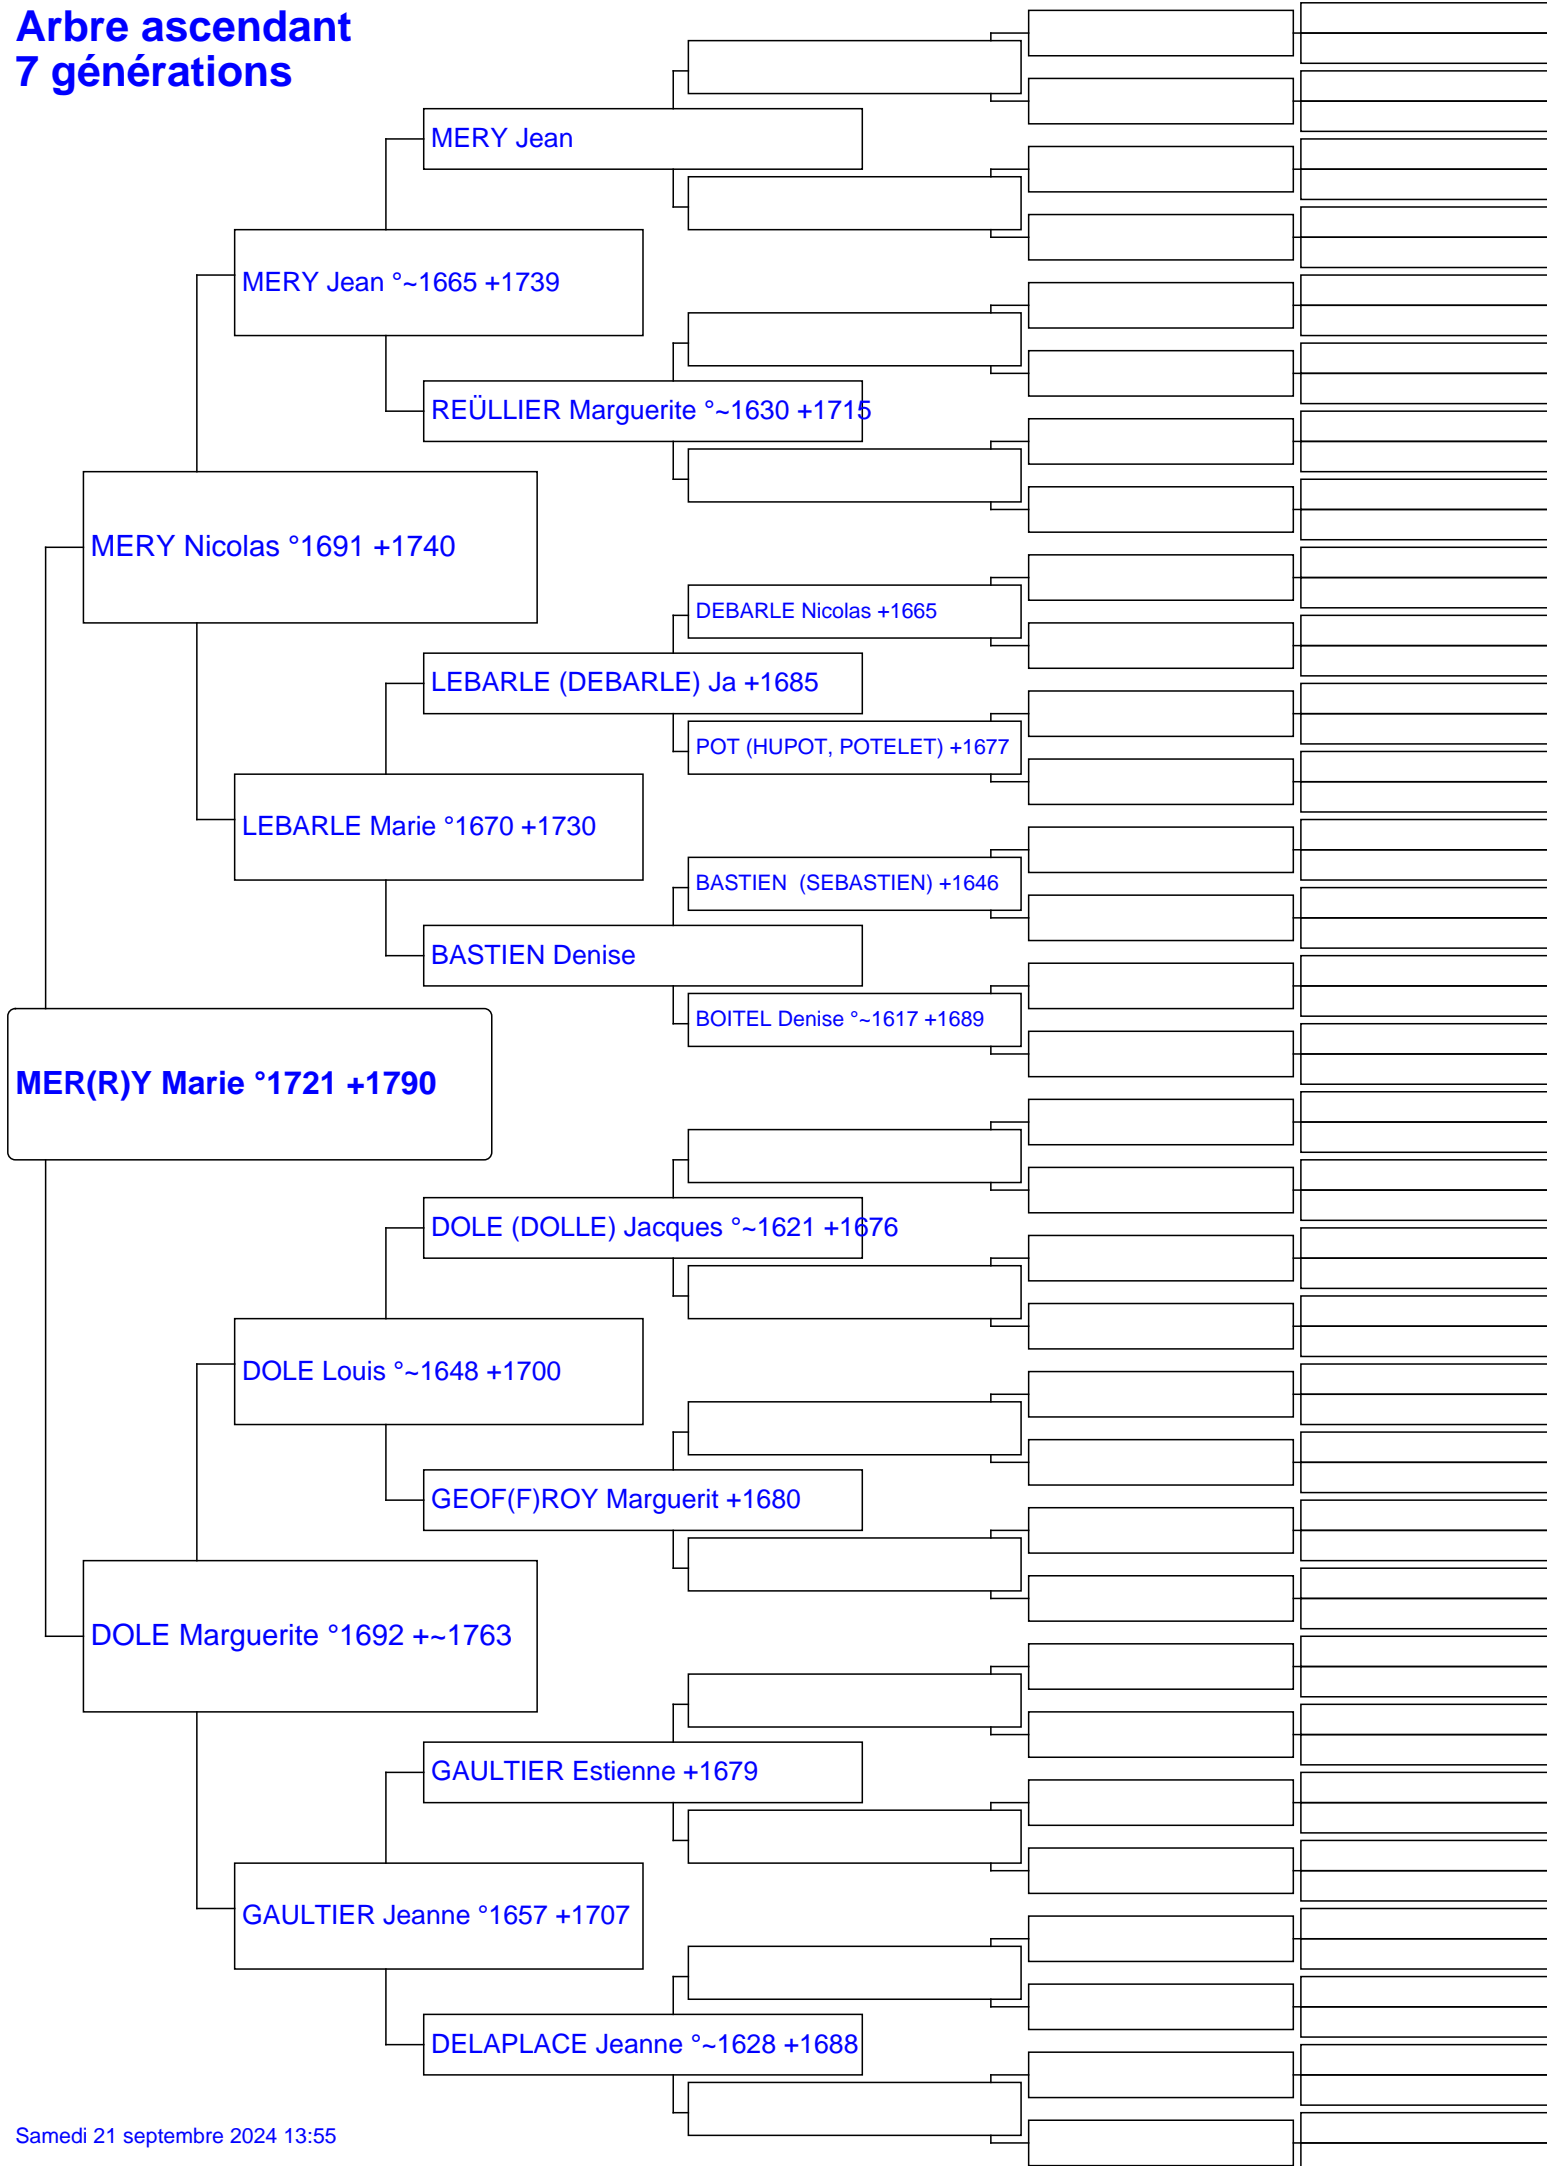 Arbre ascendant
7 générations
MERY Jean
MERY Jean °~1665 +1739
REÜLLIER Marguerite °~1630 +1715
MERY Nicolas °1691 +1740
DEBARLE Nicolas +1665
LEBARLE (DEBARLE) Ja +1685
POT (HUPOT, POTELET) +1677
LEBARLE Marie °1670 +1730
BASTIEN  (SEBASTIEN) +1646
BASTIEN Denise
BOITEL Denise °~1617 +1689
MER(R)Y Marie °1721 +1790
DOLE (DOLLE) Jacques °~1621 +1676
DOLE Louis °~1648 +1700
GEOF(F)ROY Marguerit +1680
DOLE Marguerite °1692 +~1763
GAULTIER Estienne +1679
GAULTIER Jeanne °1657 +1707
DELAPLACE Jeanne °~1628 +1688
Samedi 21 septembre 2024 13:55